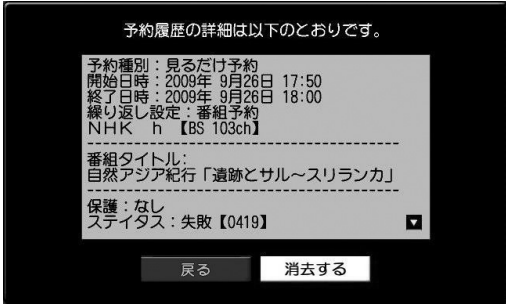 予約履歴の詳細は以下のとおりです。
予約種別：見るだけ予約
開始日時：2009年 9月26日 17:50
終了日時：2009年 9月26日 18:00
繰り返し設定：番組予約
ＮＨＫ　ｈ　【BS 103ch】
番組タイトル：
自然アジア紀行「遺跡とサル～スリランカ」
保護：なし
ステイタス：失敗【0419】
戻る
消去する